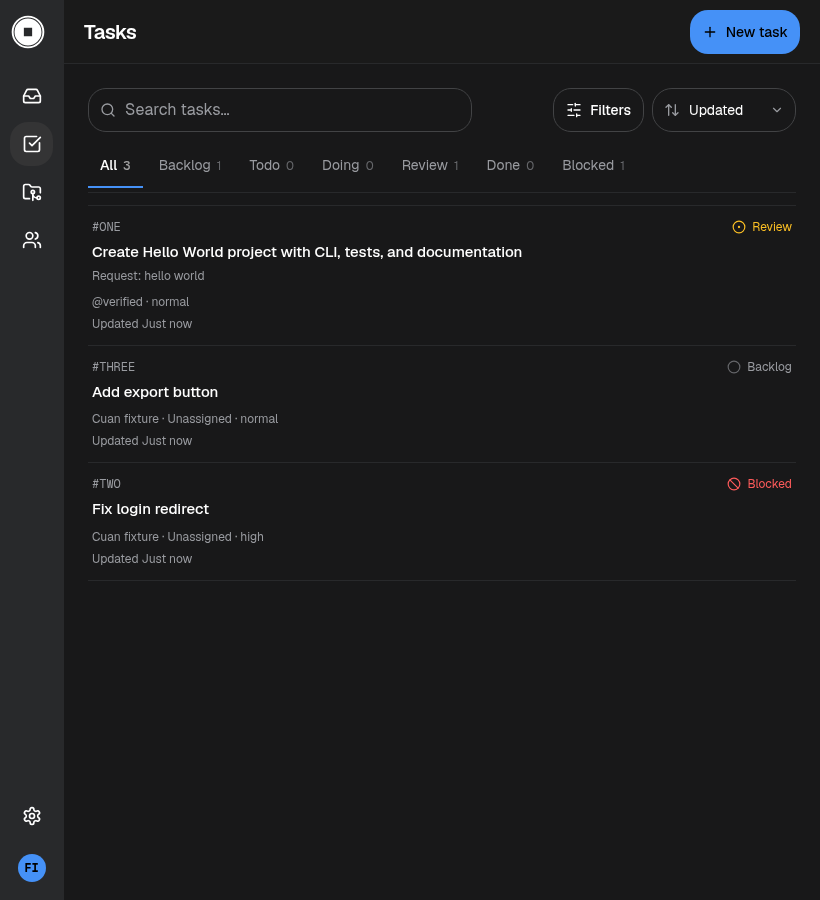 Tasks
New task
Search tasks...
Filters
Updated
All 3
Backlog 1
Todo 0
Doing 0
Review 1
Done 0
Blocked 1
#ONE
Review
Create Hello World project with CLI, tests, and documentation
Request: hello world
@verified · normal
Updated Just now
#THREE
Backlog
Add export button
Cuan fixture · Unassigned · normal
Updated Just now
#TWO
Blocked
Fix login redirect
Cuan fixture · Unassigned · high
Updated Just now
FI